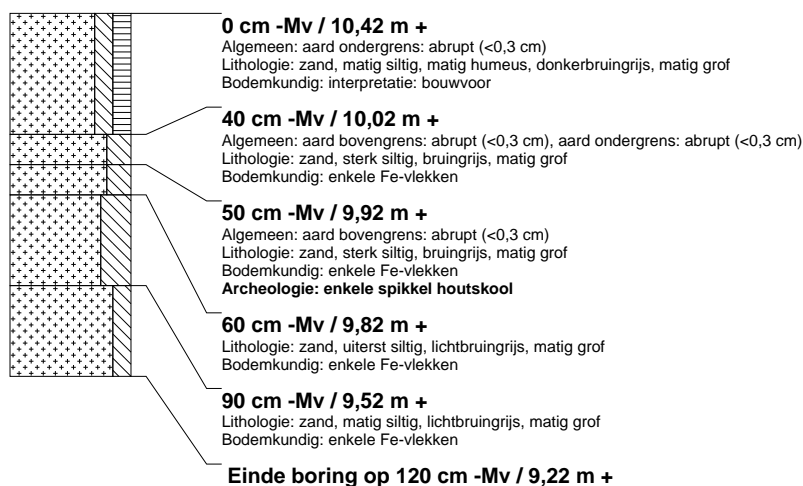 0 cm -Mv / 10,42 m +
Algemeen: aard ondergrens: abrupt (<0,3 cm)
Lithologie: zand, matig siltig, matig humeus, donkerbruingrijs, matig grof
Bodemkundig: interpretatie: bouwvoor
40 cm -Mv / 10,02 m +
Algemeen: aard bovengrens: abrupt (<0,3 cm), aard ondergrens: abrupt (<0,3 cm)
Lithologie: zand, sterk siltig, bruingrijs, matig grof
Bodemkundig: enkele Fe-vlekken
50 cm -Mv / 9,92 m +
Algemeen: aard bovengrens: abrupt (<0,3 cm)
Lithologie: zand, sterk siltig, bruingrijs, matig grof
Bodemkundig: enkele Fe-vlekken
Archeologie: enkele spikkel houtskool
60 cm -Mv / 9,82 m +
Lithologie: zand, uiterst siltig, lichtbruingrijs, matig grof
Bodemkundig: enkele Fe-vlekken
90 cm -Mv / 9,52 m +
Lithologie: zand, matig siltig, lichtbruingrijs, matig grof
Bodemkundig: enkele Fe-vlekken
Einde boring op 120 cm -Mv / 9,22 m +